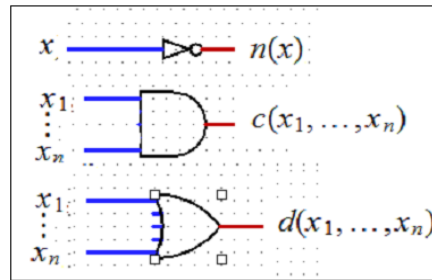 x n(x)
x₁
⋮ c(x₁, …, xₙ)
xₙ
x₁
⋮ d(x₁, …, xₙ)
xₙ